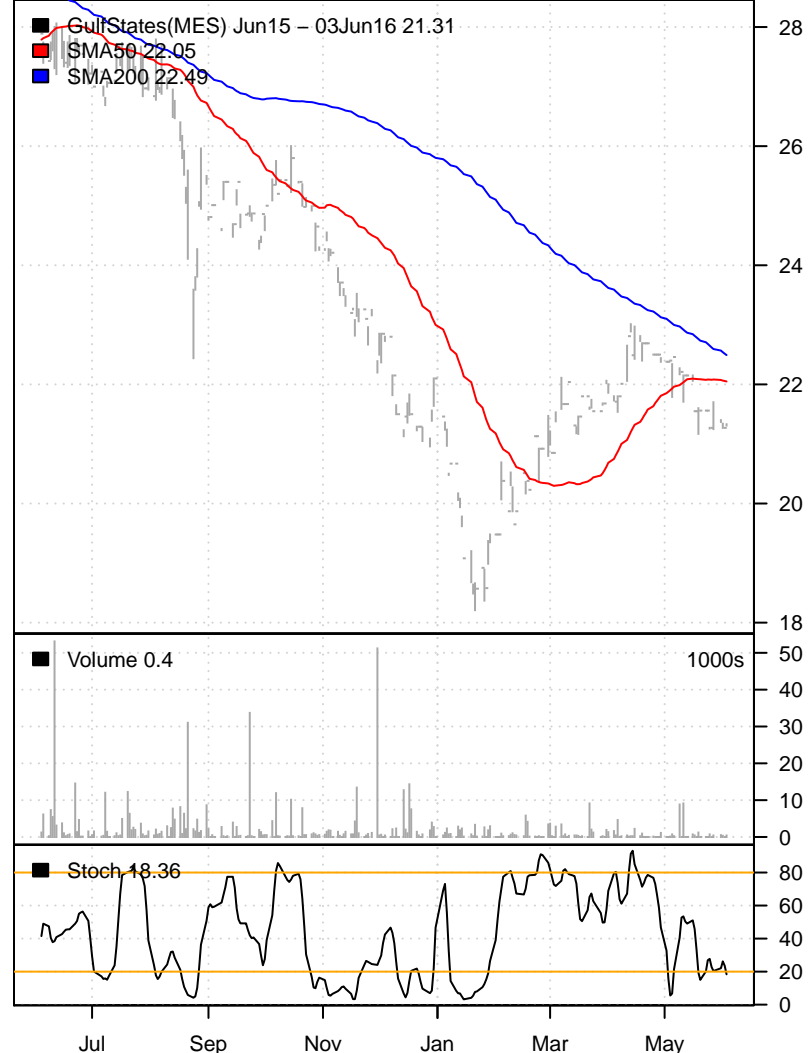 GulfStates(MES) Jun15 – 03Jun16 21.31
SMA50 22.05
SMA200 22.49
28
26
24
22
20
18
Volume 0.4
1000s
50
40
30
20
10
0
Stoch 18.36
80
60
40
20
0
Jul Sep Nov Jan Mar May